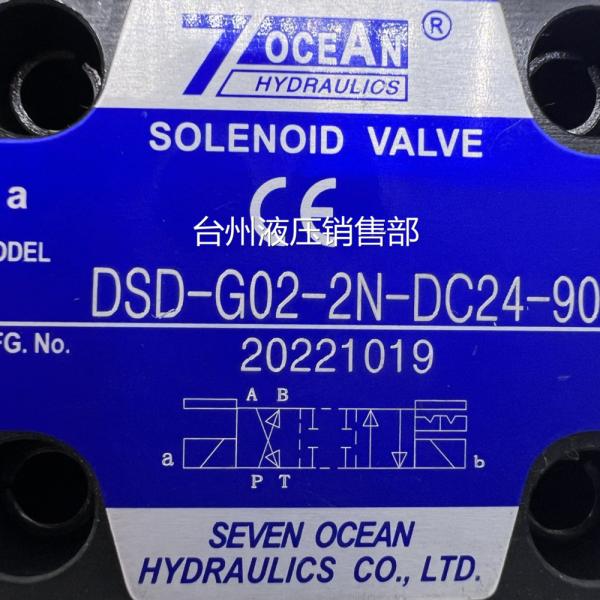 7 OCEAN ®
HYDRAULICS
SOLENOID VALVE
a
CE
台州液压销售部
ODEL
DSD-G02-2N-DC24-90
FG. No.
20221019
A B
a b
P T
SEVEN OCEAN
HYDRAULICS CO., LTD.